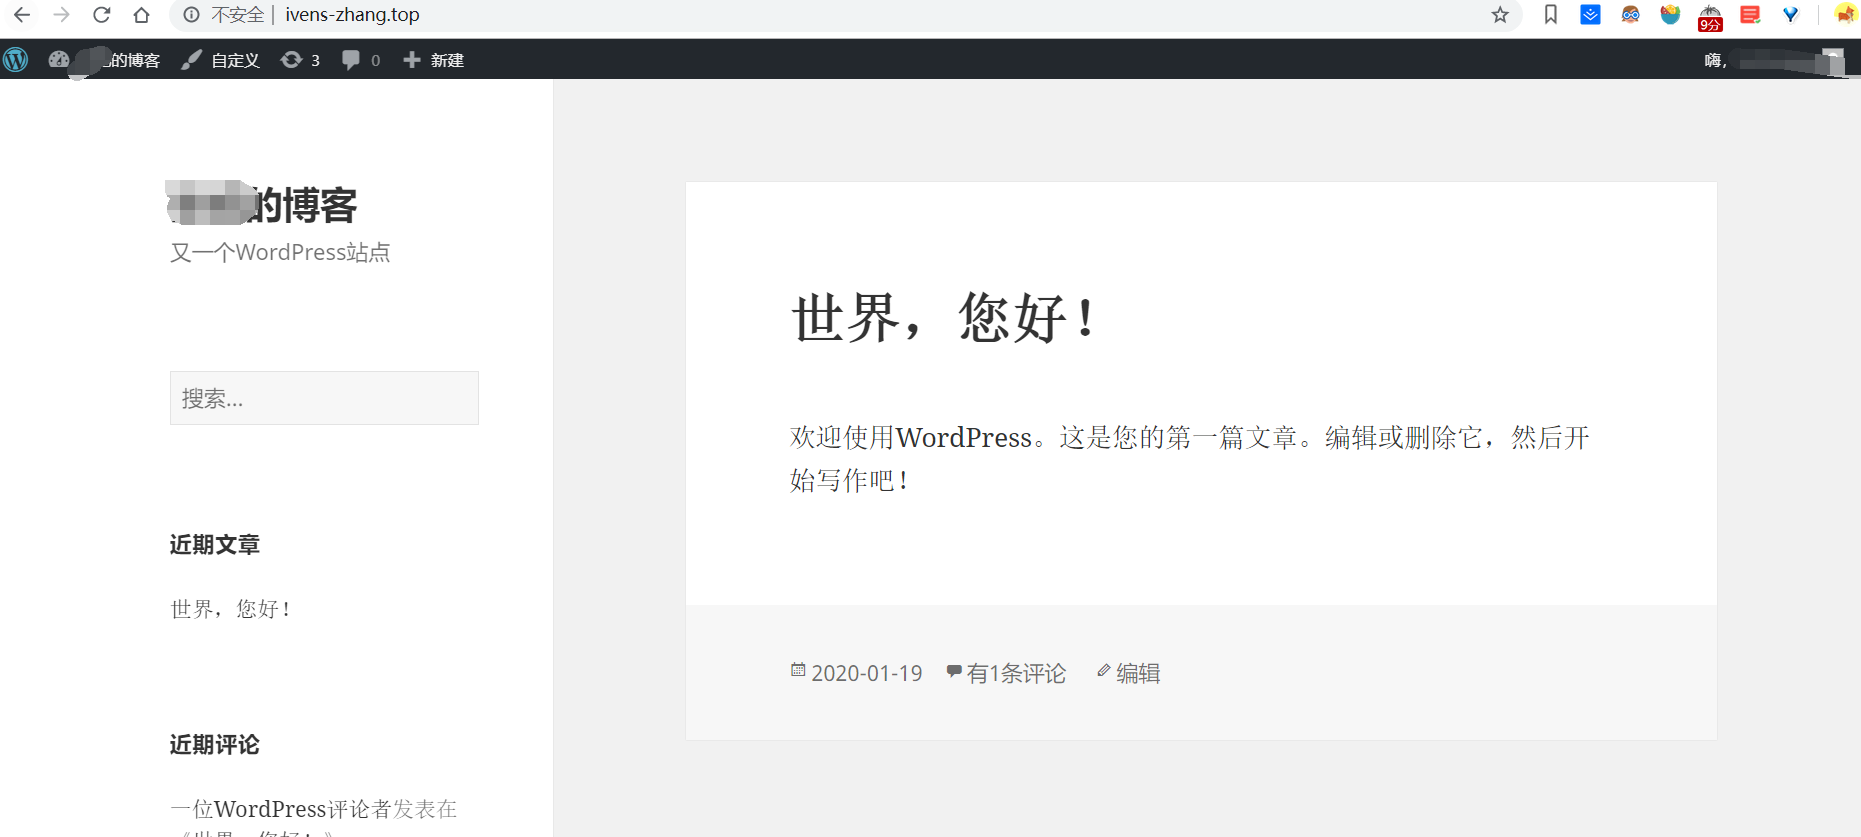 不安全 ivens-zhang.top
9分
的博客 自定义 3 0 新建 嗨,
的博客
又一个WordPress站点
搜索...
近期文章
世界，您好！
近期评论
一位WordPress评论者发表在
《世界，您好！》
世界，您好！
欢迎使用WordPress。这是您的第一篇文章。编辑或删除它，然后开
始写作吧！
2020-01-19 有1条评论 编辑